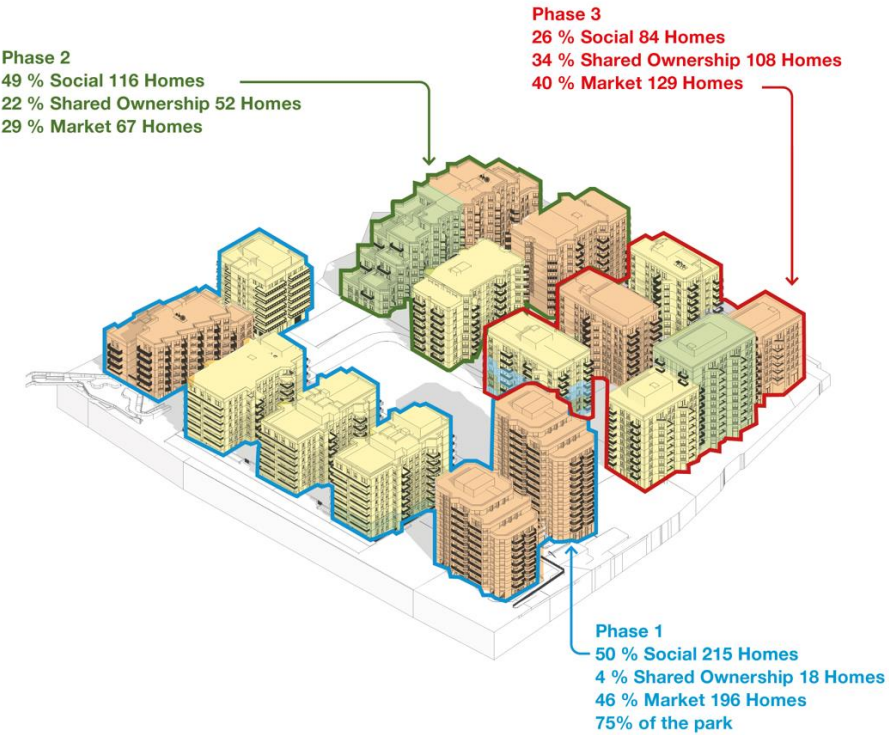 Phase 2
49 % Social 116 Homes
22 % Shared Ownership 52 Homes
29 % Market 67 Homes
Phase 3
26 % Social 84 Homes
34 % Shared Ownership 108 Homes
40 % Market 129 Homes
Phase 1
50 % Social 215 Homes
4 % Shared Ownership 18 Homes
46 % Market 196 Homes
75% of the park